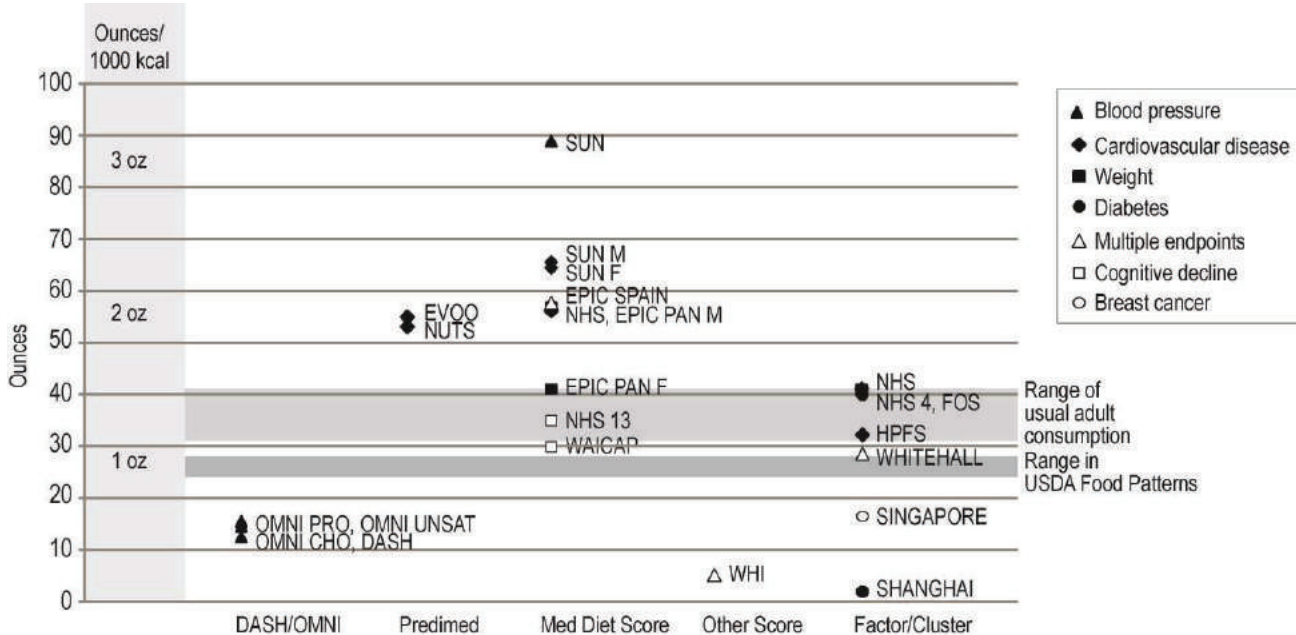 Ounces/
1000 kcal
100
90
3 oz
80
70
60
2 oz
50
40
30
1 oz
20
10
0
Ounces
SUN
SUN M
SUN F
EPIC SPAIN
NHS, EPIC PAN M
EVOO
NUTS
EPIC PAN F
NHS 13
WAICAP
NHS
NHS 4, FOS
HPFS
WHITEHALL
OMNI PRO, OMNI UNSAT
OMNI CHO, DASH
SINGAPORE
WHI
SHANGHAI
DASH/OMNI
Predimed
Med Diet Score
Other Score
Factor/Cluster
Blood pressure
Cardiovascular disease
Weight
Diabetes
Multiple endpoints
Cognitive decline
Breast cancer
Range of
usual adult
consumption
Range in
USDA Food Patterns